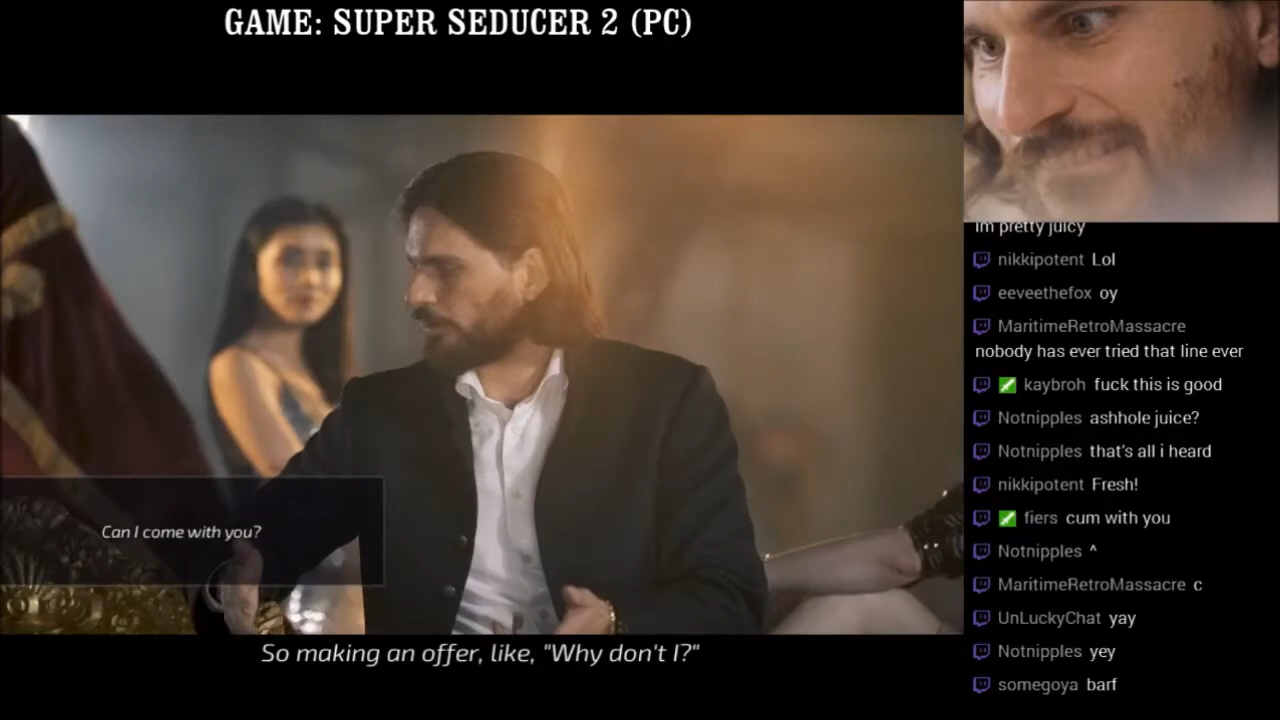 GAME: SUPER SEDUCER 2 (PC)
Can I come with you?
So making an offer, like, "Why don't I?"
Im pretty juicy
nikkipotent Lol
eeveethefox oy
MaritimeRetroMassacre
nobody has ever tried that line ever
kaybroh fuck this is good
Notnipples ashhole juice?
Notnipples that's all i heard
nikkipotent Fresh!
fiers cum with you
Notnipples ^
MaritimeRetroMassacre c
UnLuckyChat yay
Notnipples yey
somegoya barf